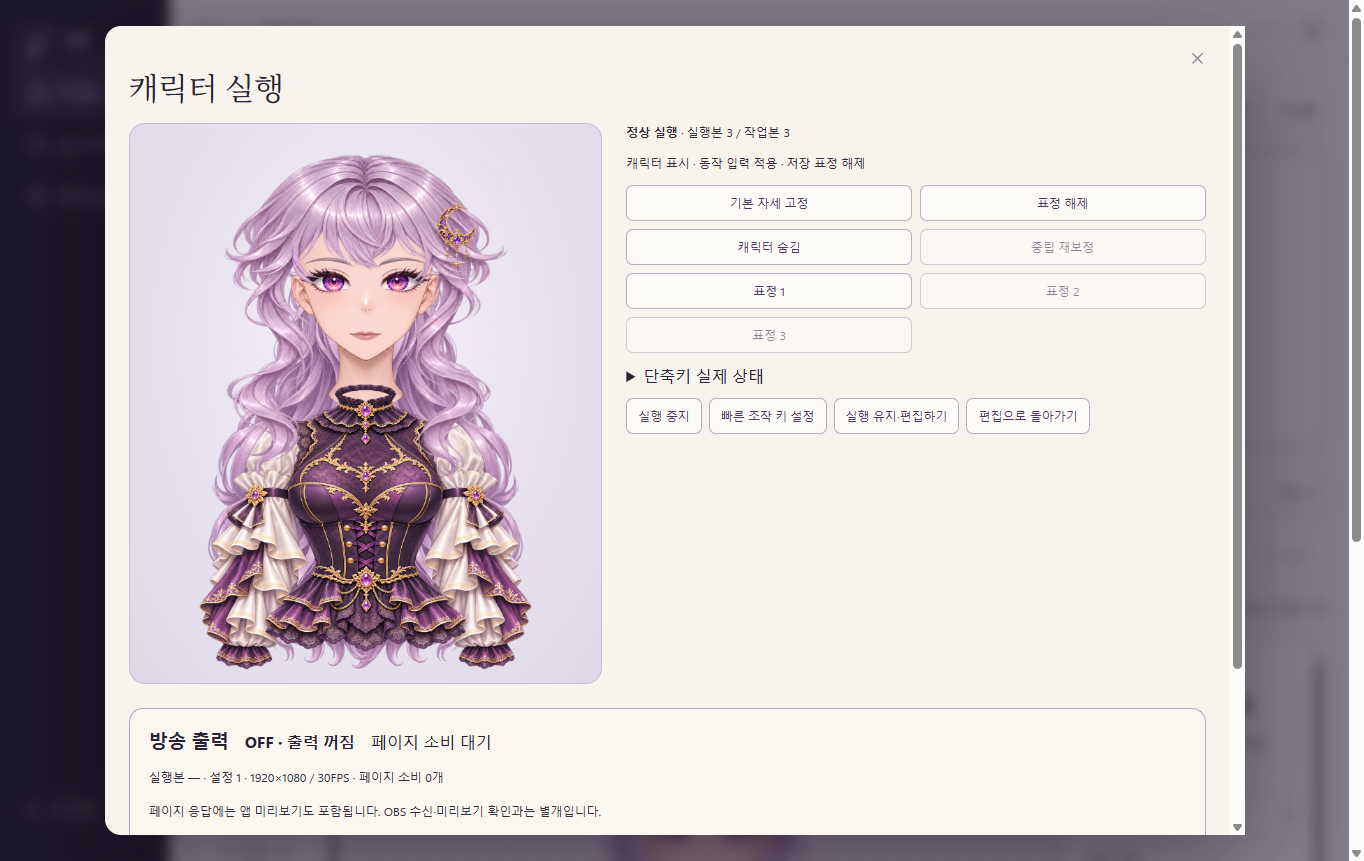 캐릭터 실행
정상 실행 · 실행본 3 / 작업본 3
캐릭터 표시 · 동작 입력 적용 · 저장 표정 해제
기본 자세 고정
표정 해제
캐릭터 숨김
중립 재보정
표정 1
표정 2
표정 3
▶ 단축키 실제 상태
실행 중지
빠른 조작 키 설정
실행 유지·편집하기
편집으로 돌아가기
방송 출력 OFF · 출력 꺼짐 페이지 소비 대기
실행본 — · 설정 1 · 1920×1080 / 30FPS · 페이지 소비 0개
페이지 응답에는 앱 미리보기도 포함됩니다. OBS 수신·미리보기 확인과는 별개입니다.